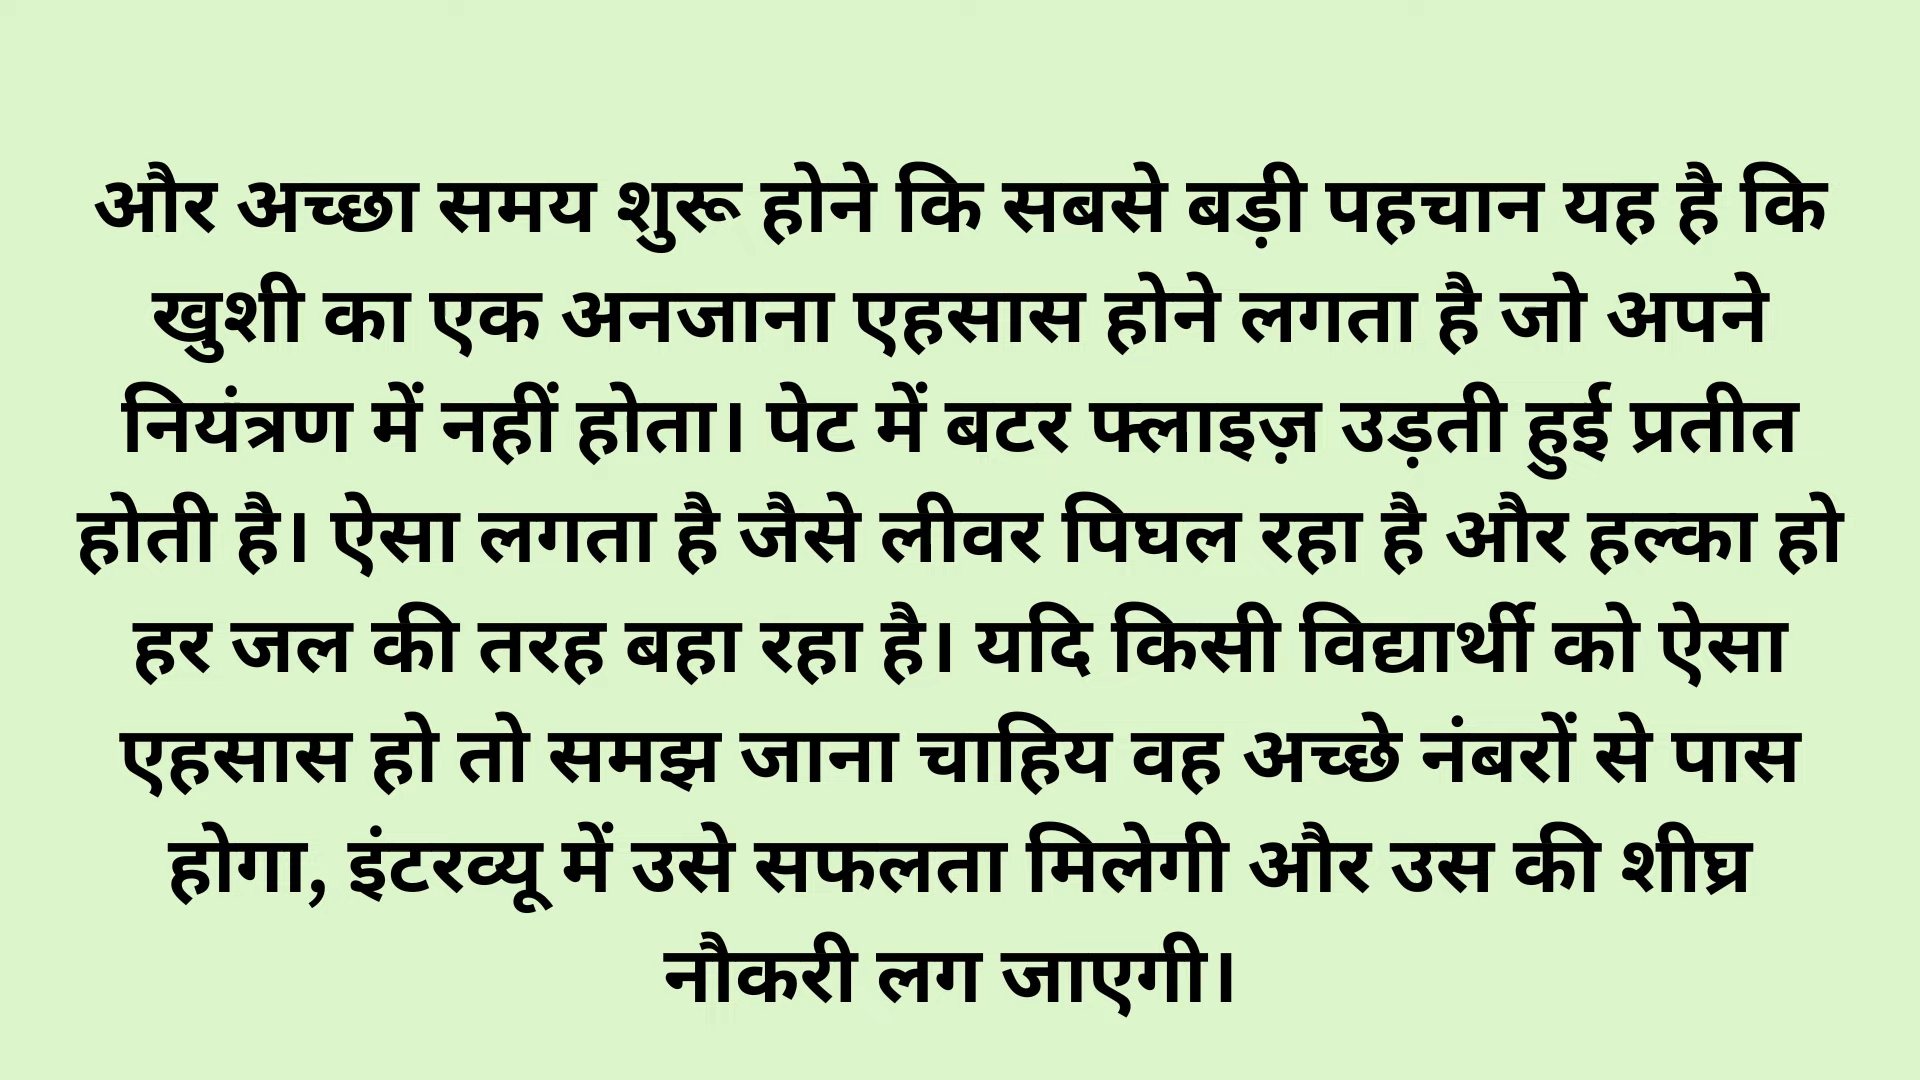 और अच्छा समय शुरू होने कि सबसे बड़ी पहचान यह है कि
खुशी का एक अनजाना एहसास होने लगता है जो अपने
नियंत्रण में नहीं होता। पेट में बटर फ्लाइज़ उड़ती हुई प्रतीत
होती है। ऐसा लगता है जैसे लीवर पिघल रहा है और हल्का हो
हर जल की तरह बहा रहा है। यदि किसी विद्यार्थी को ऐसा
एहसास हो तो समझ जाना चाहिय वह अच्छे नंबरों से पास
होगा, इंटरव्यू में उसे सफलता मिलेगी और उस की शीघ्र
नौकरी लग जाएगी।